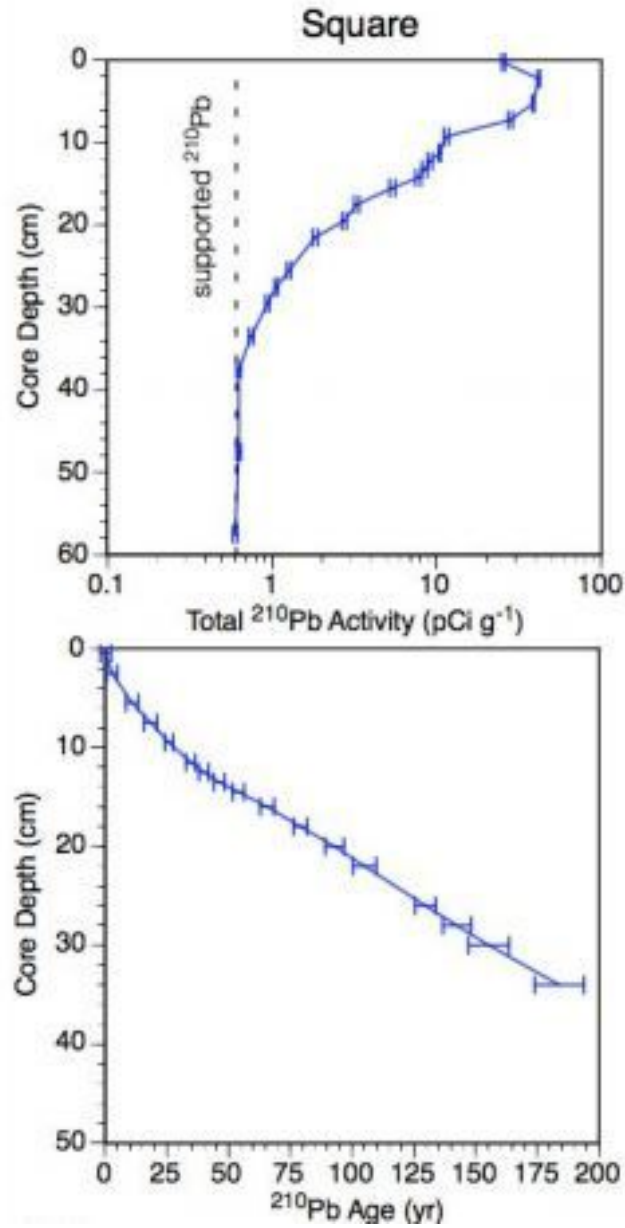 Square
0
10
20
30
40
50
60
Core Depth (cm)
supported ²¹⁰Pb
0.1 1 10 100
Total ²¹⁰Pb Activity (pCi g⁻¹)
0
10
20
30
40
50
Core Depth (cm)
0 25 50 75 100 125 150 175 200
²¹⁰Pb Age (yr)